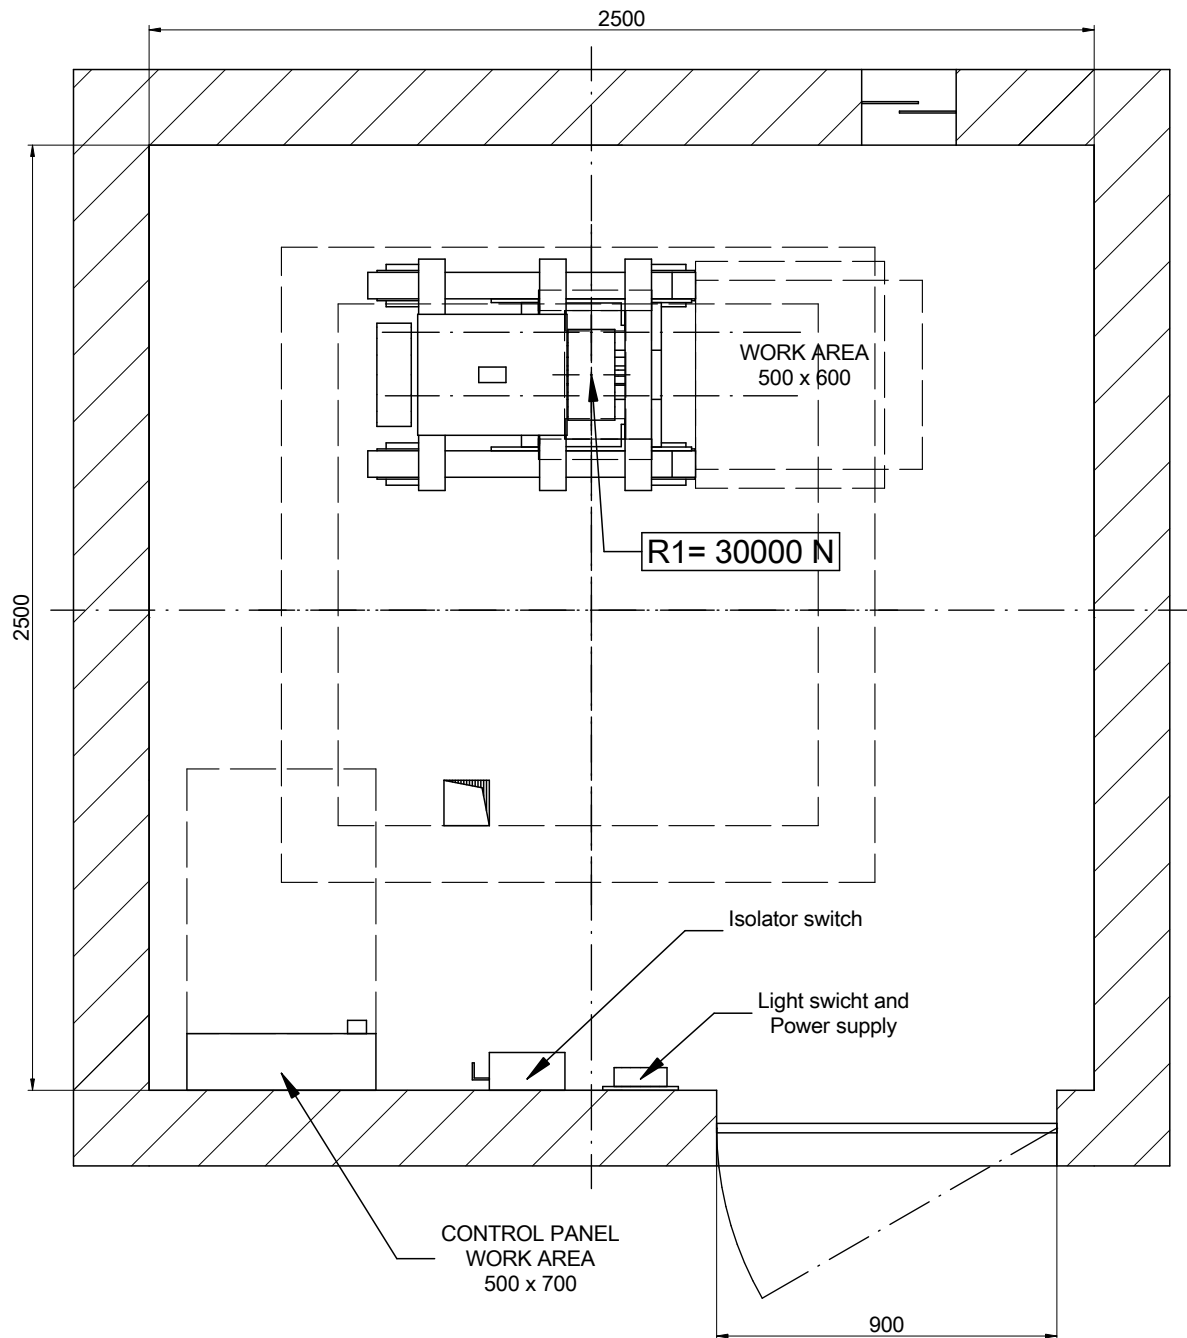 2500
WORK AREA
500 x 600
R1= 30000 N
2500
Isolator switch
Light swicht and
Power supply
CONTROL PANEL
WORK AREA
500 x 700
900